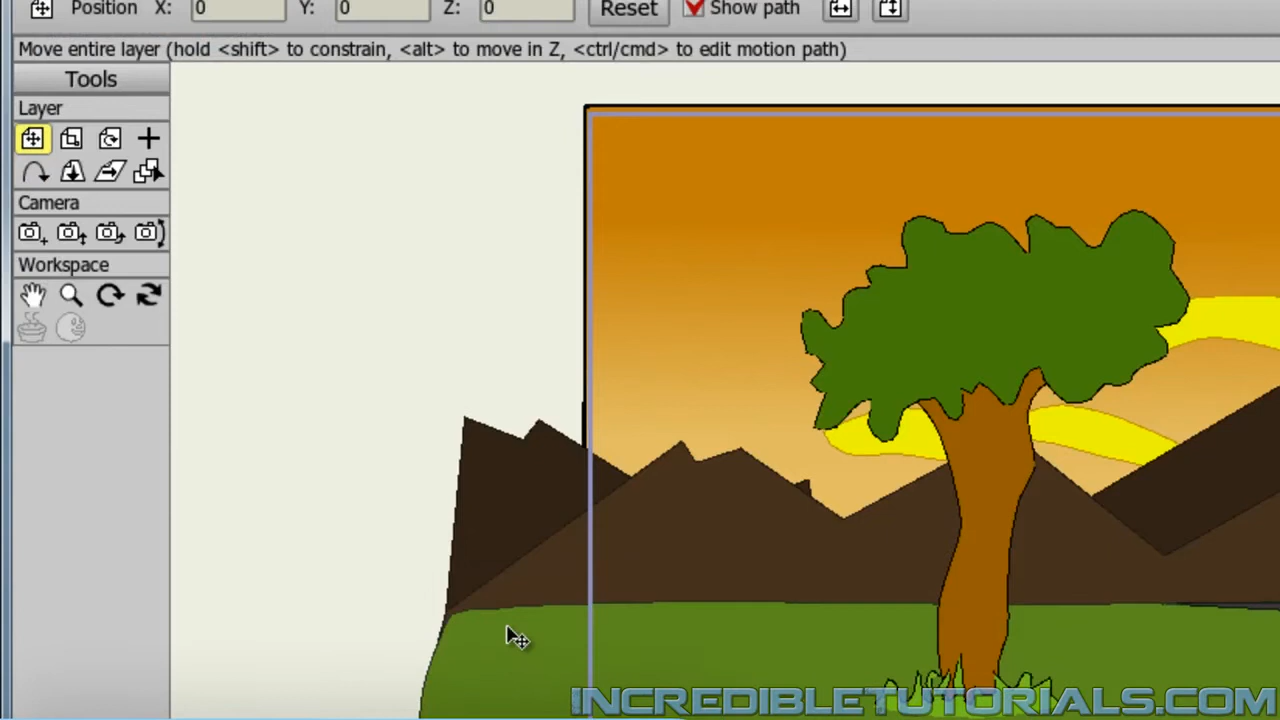 Position X: 0 Y: 0 Z: 0 Reset Show path
Move entire layer (hold <shift> to constrain, <alt> to move in Z, <ctrl/cmd> to edit motion path)
Tools
Layer
Camera
Workspace
INCREDIBLETUTORIALS.COM